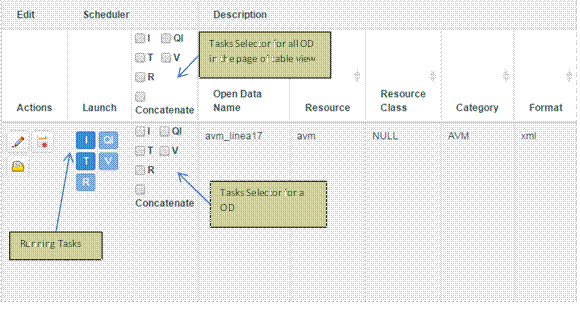 Edit Scheduler Description
I QI
T V
R
Concatenate
Tasks Selector for all OD
in the page of table view
Actions Launch Open Data
Name Resource Resource
Class Category Format
I QI
T V
R
I QI
T V
R
Concatenate
avm_linea17 avm NULL AVM xml
Tasks Selector for a
OD
Running Tasks